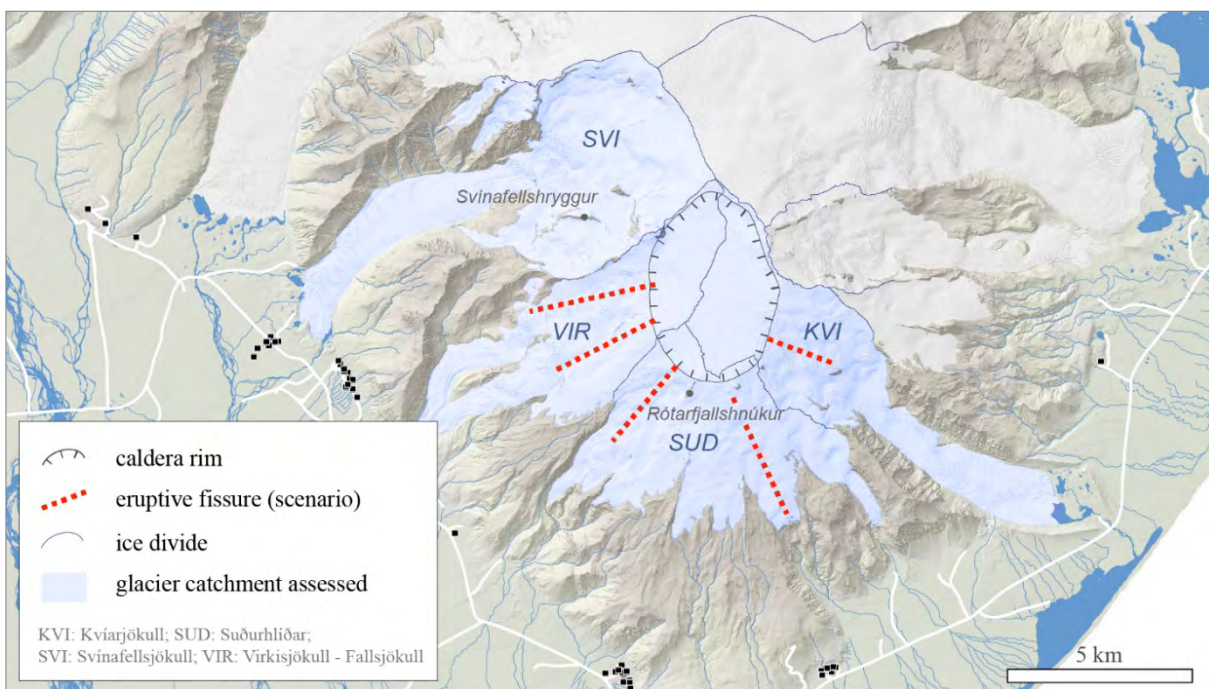 SVI
Svínafellshryggur
VIR
KVI
Rótarfjallshnúkur
SUD
caldera rim
eruptive fissure (scenario)
ice divide
glacier catchment assessed
KVI: Kvíarjökull; SUD: Suðurhlíðar;
SVI: Svínafellsjökull; VIR: Virkisjökull - Fallsjökull
5 km